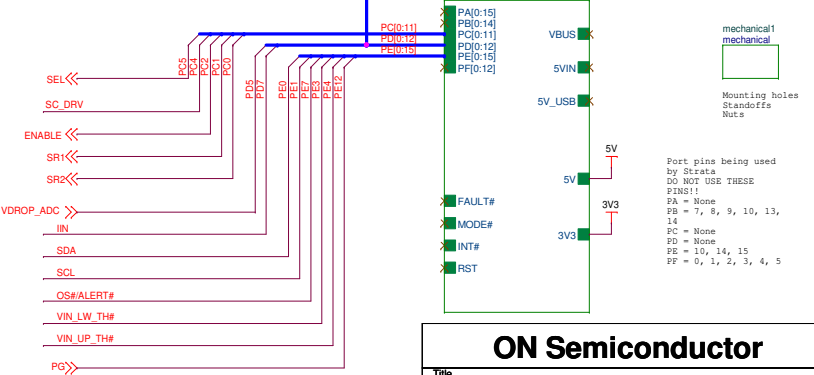 PA[0:15]
PB[0:14]
PC[0:11]
PC[0:11]
PD[0:12]
PD[0:12]
PE[0:15]
PE[0:15]
PF[0:12]
VBUS
5VIN
5V_USB
mechanical1
mechanical
Mounting holes
Standoffs
Nuts
PC5
PC4
PC2
PC1
PC0
PD5
PD7
PE0
PE1
PE7
PE3
PE4
PE12
SEL
SC_DRV
ENABLE
SR1
SR2
VDROP_ADC
IIN
SDA
SCL
OS#/ALERT#
VIN_LW_TH#
VIN_UP_TH#
PG
FAULT#
MODE#
INT#
RST
5V
5V
3V3
3V3
Port pins being used
by Strata
DO NOT USE THESE
PINS!!
PA = None
PB = 7, 8, 9, 10, 13,
14
PC = None
PD = None
PE = 10, 14, 15
PF = 0, 1, 2, 3, 4, 5
ON Semiconductor
Title